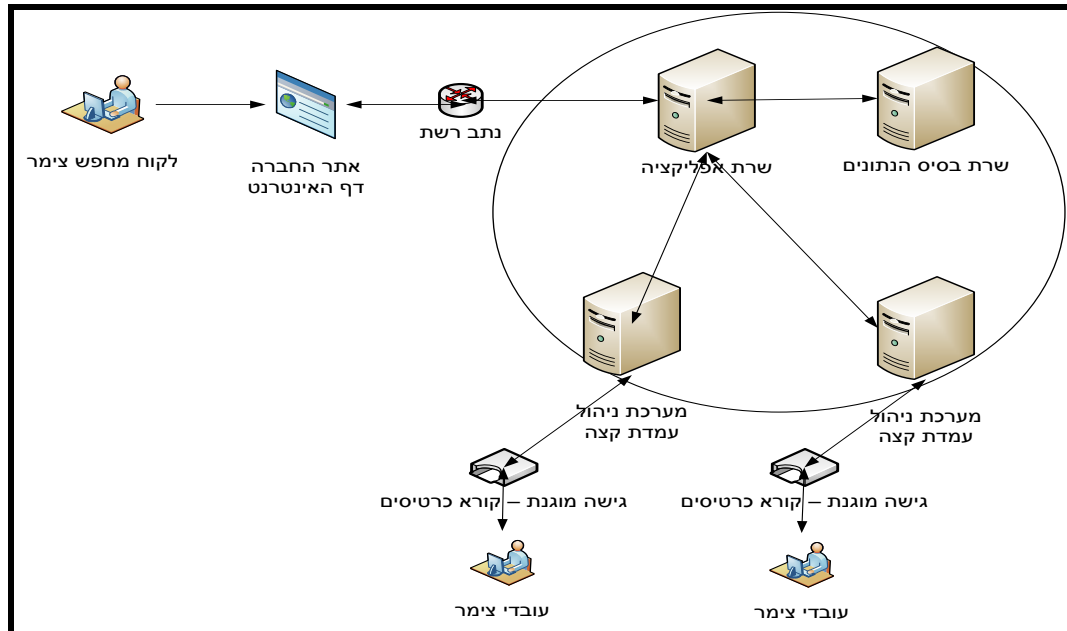 לקוח מחפש צימר
אתר החברה
דף האינטרנט
נתב רשת
שרת אפליקציה
שרת בסיס הנתונים
מערכת ניהול
עמדת קצה
מערכת ניהול
עמדת קצה
גישה מוגנת – קורא כרטיסים
גישה מוגנת – קורא כרטיסים
עובדי צימר
עובדי צימר